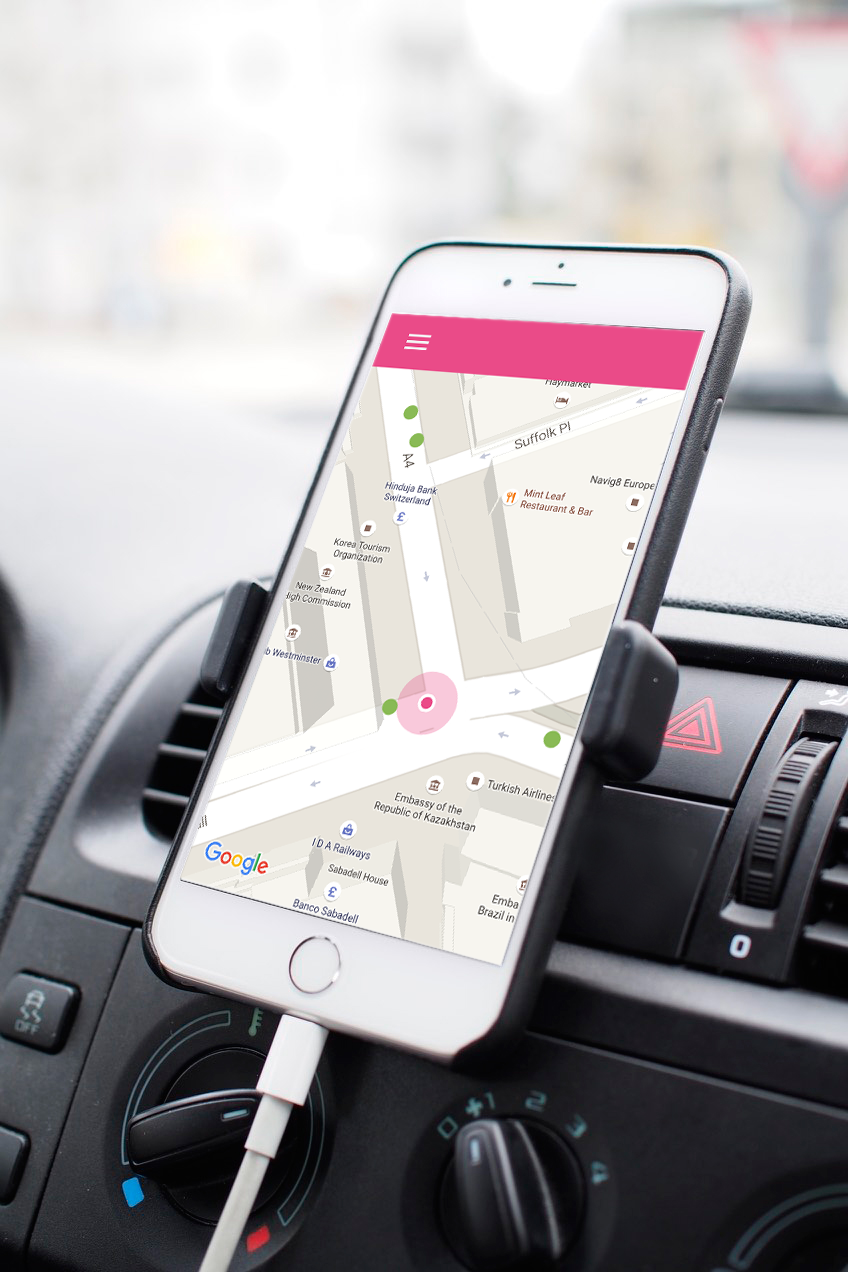 Haymarket
Suffolk Pl
A4
Hinduja Bank
Switzerland
Mint Leaf
Restaurant & Bar
Navig8 Europe
Korea Tourism
Organization
New Zealand
High Commission
b Westminster
Embassy of the
Republic of Kazakhstan
Turkish Airlines
I D A Railways
Sabadell House
Banco Sabadell
Emba
Brazil in
Google
0
OFF
0 1 2 3 4